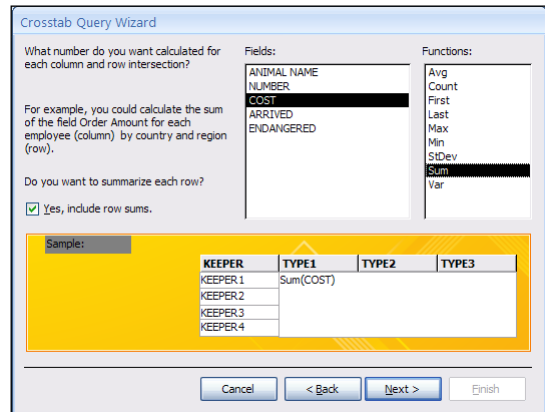 Crosstab Query Wizard
What number do you want calculated for
each column and row intersection?
For example, you could calculate the sum
of the field Order Amount for each
employee (column) by country and region
(row).
Do you want to summarize each row?
Yes, include row sums.
Fields:
ANIMAL NAME
NUMBER
COST
ARRIVED
ENDANGERED
Functions:
Avg
Count
First
Last
Max
Min
StDev
Sum
Var
Sample:
KEEPER TYPE1 TYPE2 TYPE3
KEEPER1 Sum(COST)
KEEPER2
KEEPER3
KEEPER4
Cancel < Back Next > Finish